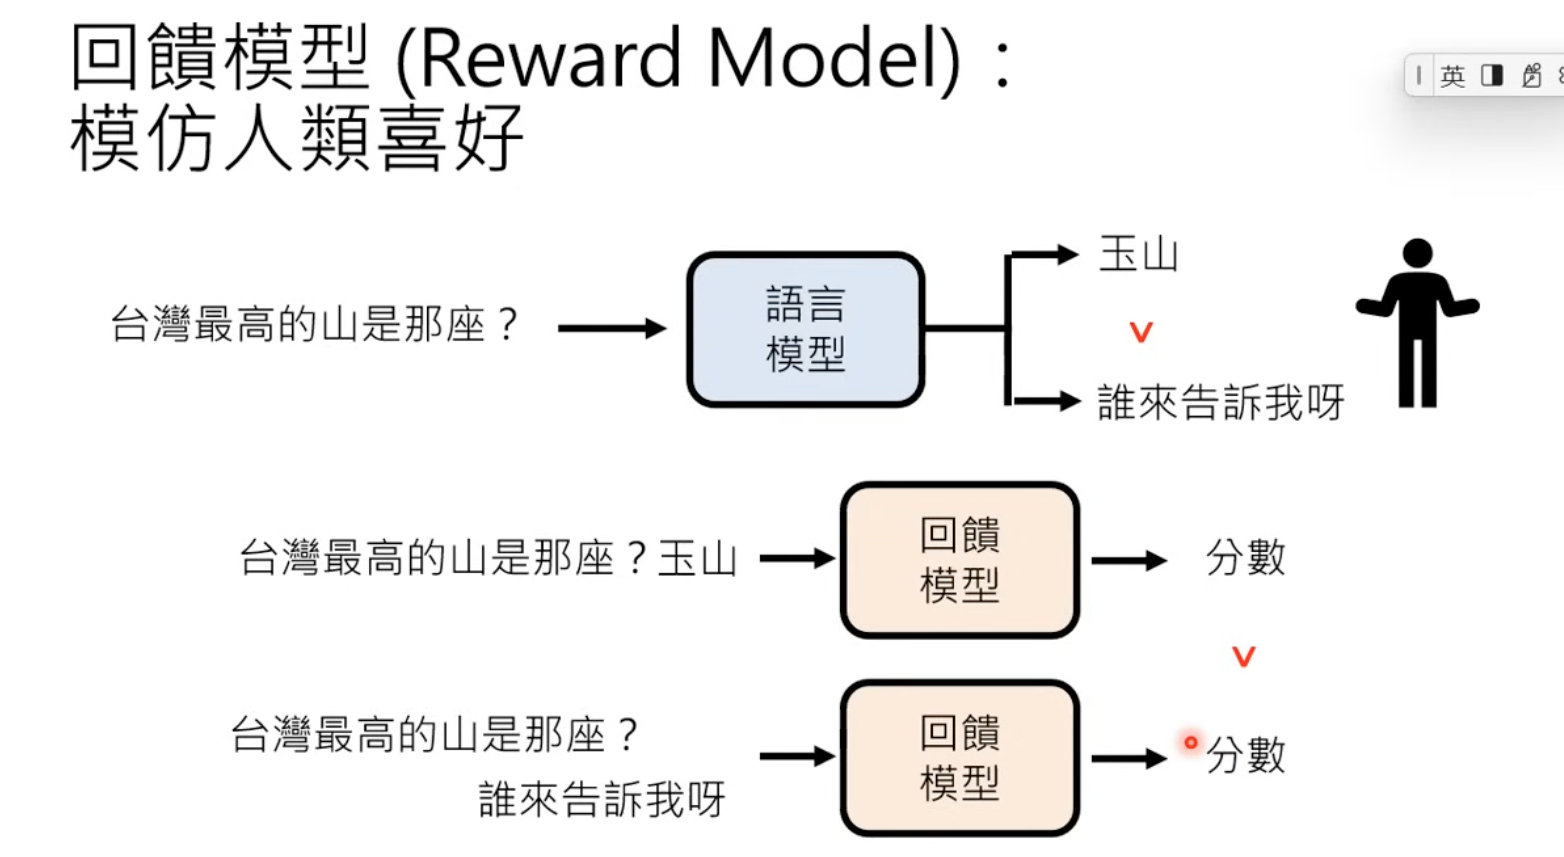 回饋模型 (Reward Model)：
模仿人類喜好
英
台灣最高的山是那座？
語言
模型
玉山
v
誰來告訴我呀
台灣最高的山是那座？玉山
回饋
模型
分數
v
台灣最高的山是那座？
誰來告訴我呀
回饋
模型
分數